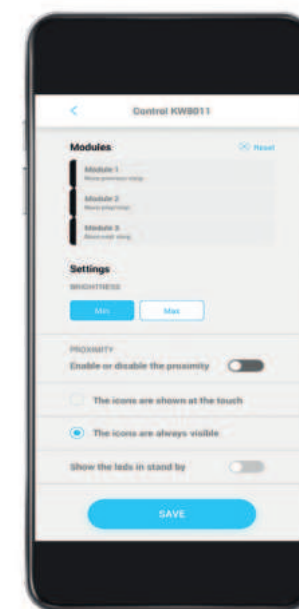 Control KW8011
Modules
Reset
Module 1
Module 2
Module 3
Settings
BRIGHTNESS
Min
Max
PROXIMITY
Enable or disable the proximity
The icons are shown at the touch
The icons are always visible
Show the leds in stand by
SAVE